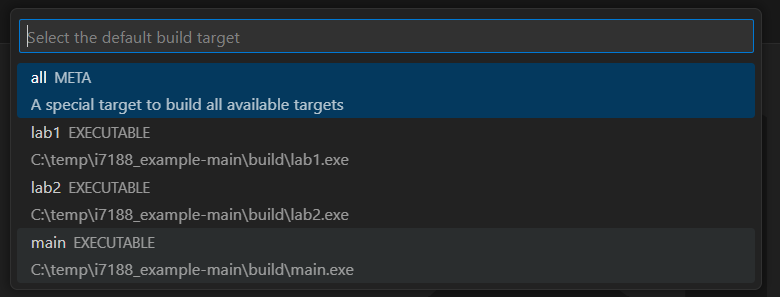 Select the default build target
all META
A special target to build all available targets
lab1 EXECUTABLE
C:\temp\i7188_example-main\build\lab1.exe
lab2 EXECUTABLE
C:\temp\i7188_example-main\build\lab2.exe
main EXECUTABLE
C:\temp\i7188_example-main\build\main.exe